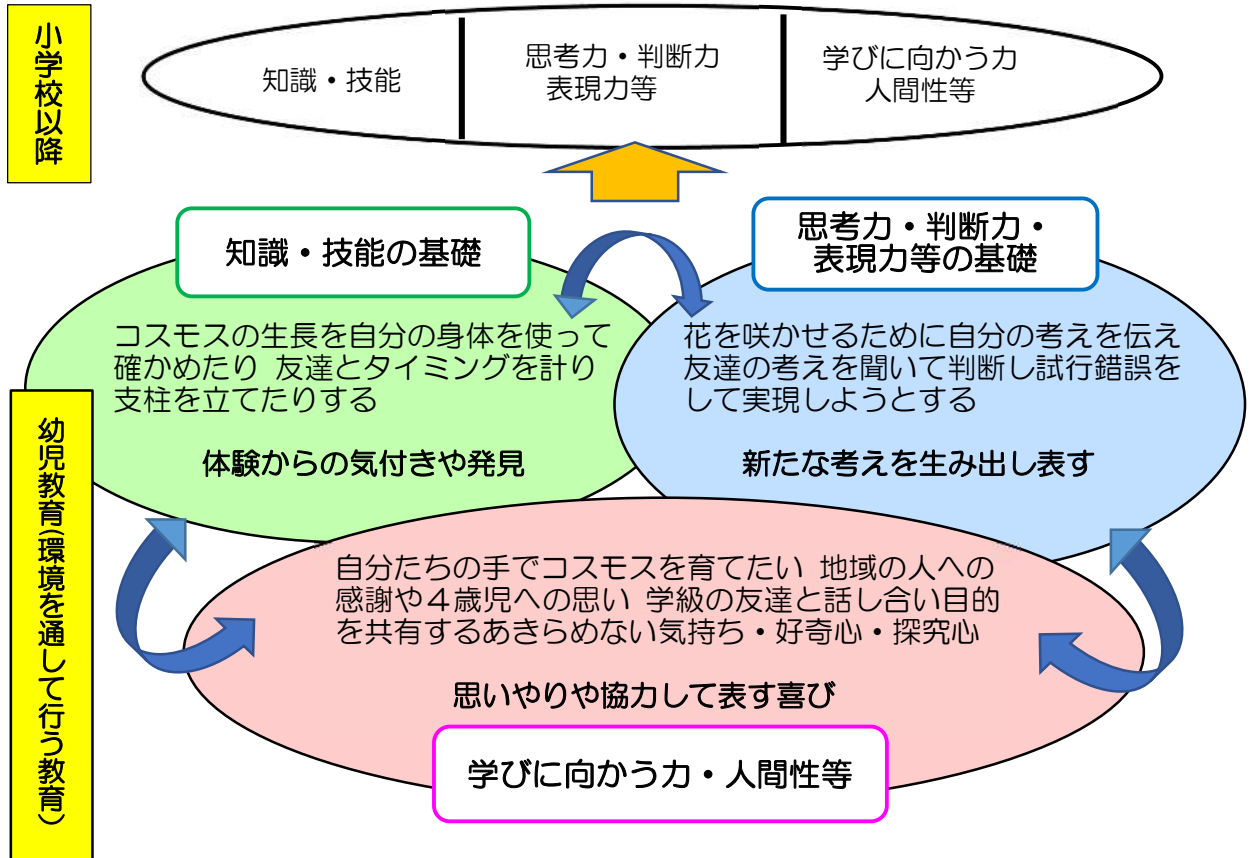 小学校以降
知識・技能
思考力・判断力
表現力等
学びに向かう力
人間性等
知識・技能の基礎
コスモスの生長を自分の身体を使って
確かめたり 友達とタイミングを計り
支柱を立てたりする
体験からの気付きや発見
思考力・判断力・
表現力等の基礎
花を咲かせるために自分の考えを伝え
友達の考えを聞いて判断し試行錯誤を
して実現しようとする
新たな考えを生み出し表す
幼児教育(環境を通して行う教育)
自分たちの手でコスモスを育てたい 地域の人への
感謝や４歳児への思い 学級の友達と話し合い目的
を共有するあきらめない気持ち・好奇心・探究心
思いやりや協力して表す喜び
学びに向かう力・人間性等